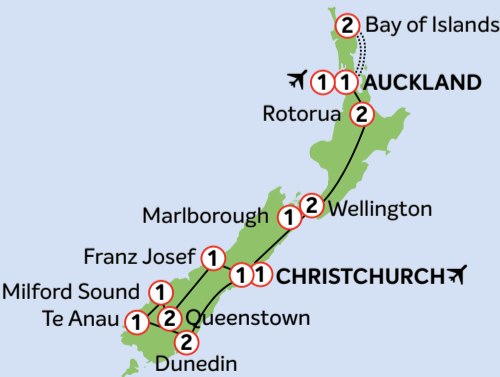 2 Bay of Islands
1 1 AUCKLAND
Rotorua 2
2 Wellington
Marlborough 1
Franz Josef 1
1 1 CHRISTCHURCH
Milford Sound 1
Te Anau 1
2 Queenstown
2
Dunedin